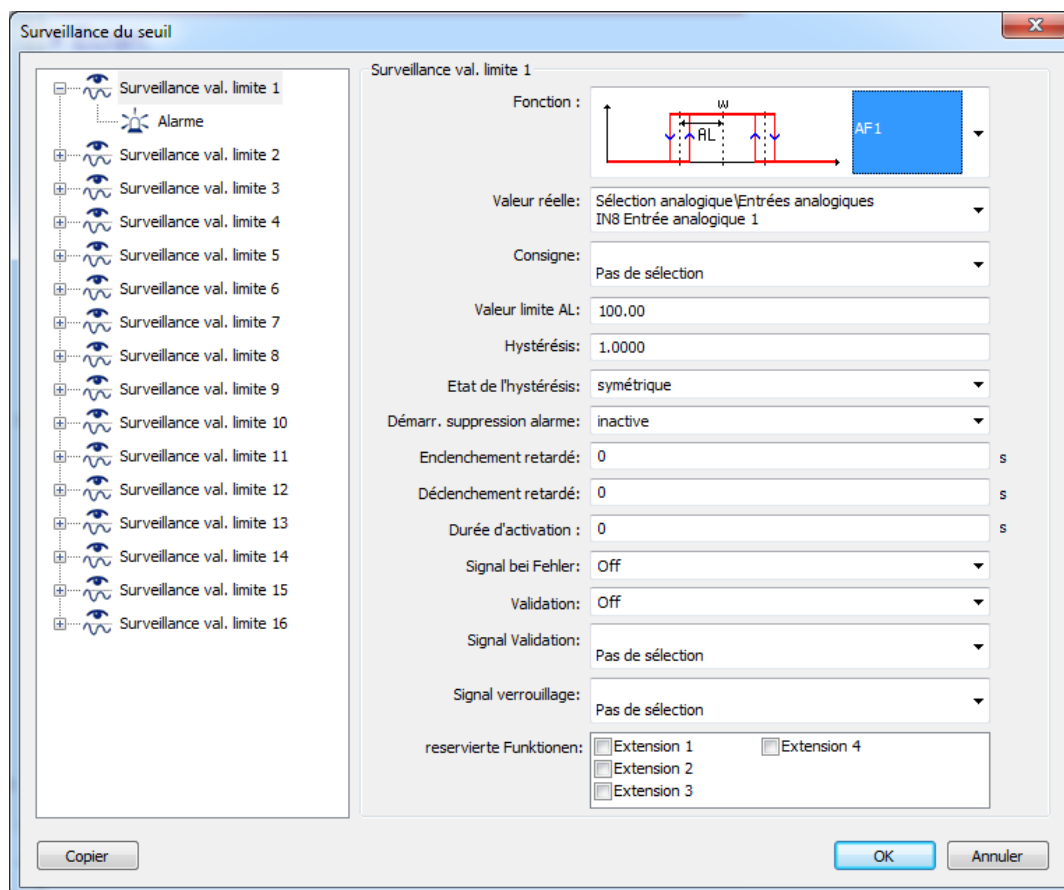 Surveillance du seuil
Surveillance val. limite 1
Alarme
Surveillance val. limite 2
Surveillance val. limite 3
Surveillance val. limite 4
Surveillance val. limite 5
Surveillance val. limite 6
Surveillance val. limite 7
Surveillance val. limite 8
Surveillance val. limite 9
Surveillance val. limite 10
Surveillance val. limite 11
Surveillance val. limite 12
Surveillance val. limite 13
Surveillance val. limite 14
Surveillance val. limite 15
Surveillance val. limite 16
Surveillance val. limite 1
Fonction :
w
AL
AF1
Valeur réelle:
Sélection analogique\Entrées analogiques
IN8 Entrée analogique 1
Consigne:
Pas de sélection
Valeur limite AL: 100.00
Hystérésis: 1.0000
Etat de l'hystérésis: symétrique
Démarr. suppression alarme: inactive
Enclenchement retardé: 0 s
Déclenchement retardé: 0 s
Durée d'activation : 0 s
Signal bei Fehler: Off
Validation: Off
Signal Validation:
Pas de sélection
Signal verrouillage:
Pas de sélection
reservierte Funktionen: Extension 1 Extension 4
Extension 2
Extension 3
Copier OK Annuler